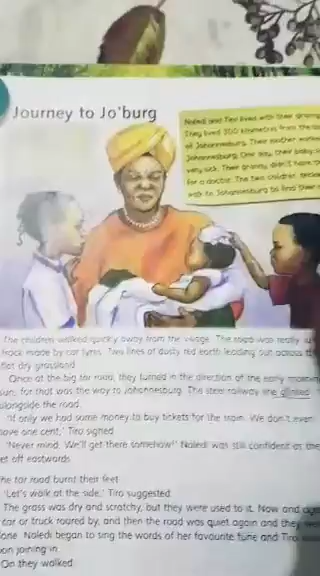 Journey to Jo'burg
Naledi and Tiro lived with their granny
They lived 300 kilometres from the
of Johannesburg. Their mother worked
Johannesburg. One day, their baby
very sick. Their granny didn't have
for a doctor. The two children
walk to Johannesburg to find their
The children walked quickly away from the village. The road was really
track made by car tyres. Two lines of dusty red earth leading out across
flat dry grassland.
Once at the big tar road, they turned in the direction of the early morning
sun, for that was the way to Johannesburg. The steel railway line glinted
alongside the road.
'If only we had some money to buy tickets for the train. We don't even
have one cent,' Tiro sighed.
'Never mind. We'll get there somehow!' Naledi was still confident as they
set off eastwards.
The tar road burnt their feet.
'Let's walk at the side,' Tiro suggested.
The grass was dry and scratchy, but they were used to it. Now and again
car or truck roared by, and then the road was quiet again and they
alone. Naledi began to sing the words of her favourite tune and Tiro
soon joining in.
On they walked.